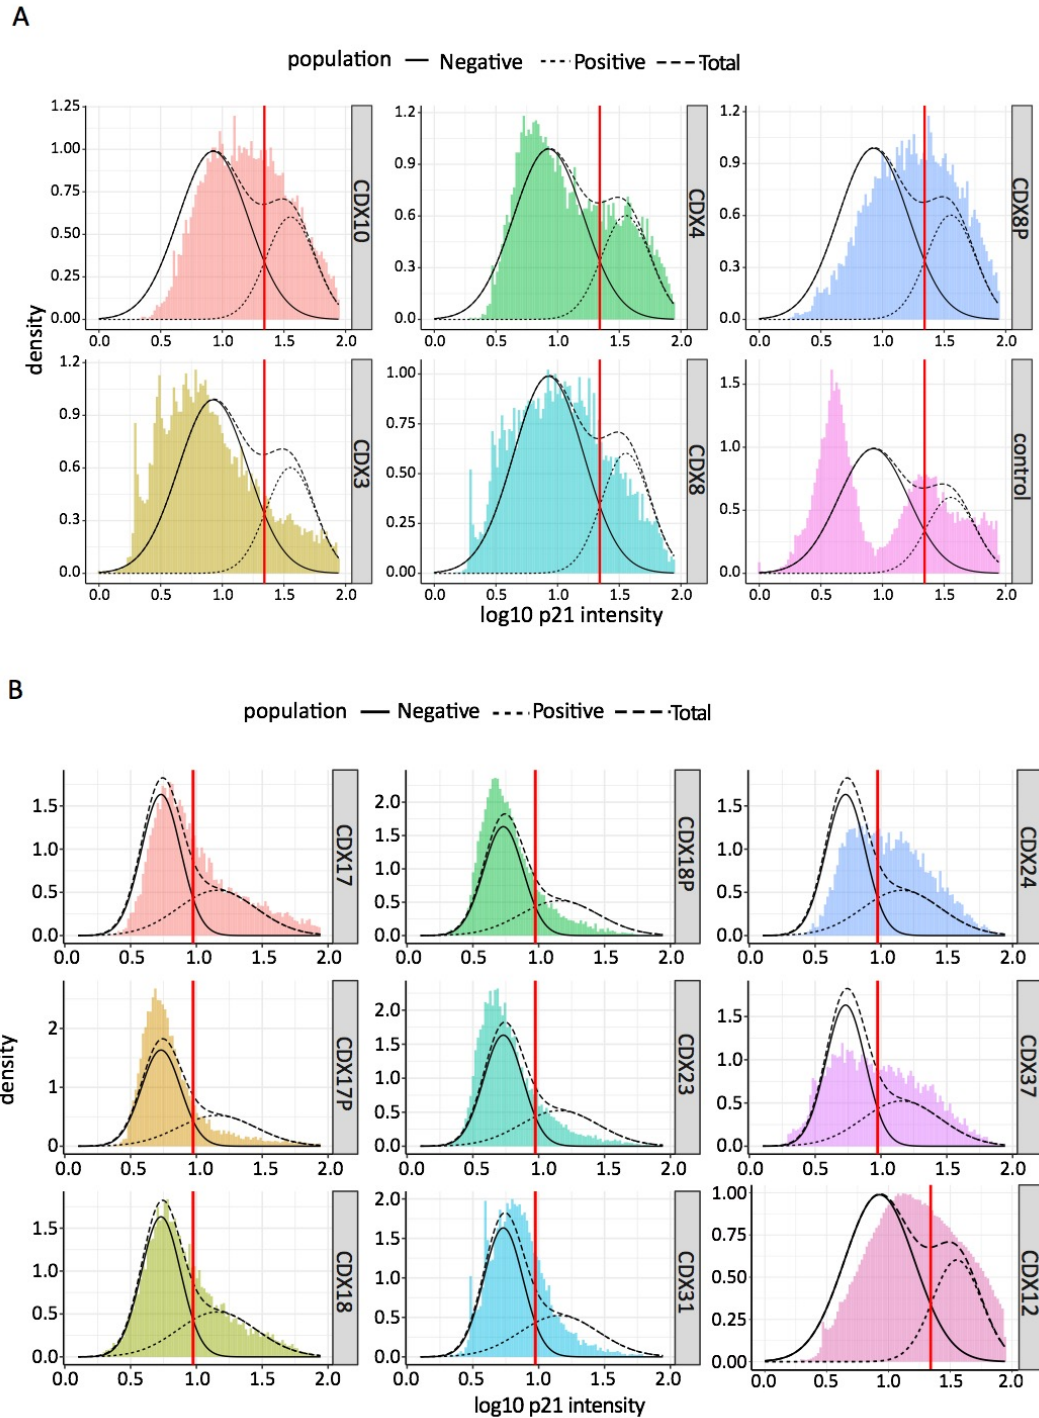 A
population Negative Positive Total
1.25
1.00
0.75
0.50
0.25
0.00
0.0 0.5 1.0 1.5 2.0
CDX10
1.2
0.9
0.6
0.3
0.0
0.0 0.5 1.0 1.5 2.0
CDX4
1.2
0.9
0.6
0.3
0.0
0.0 0.5 1.0 1.5 2.0
CDX8P
density
1.2
0.9
0.6
0.3
0.0
0.0 0.5 1.0 1.5 2.0
CDX3
1.00
0.75
0.50
0.25
0.00
0.0 0.5 1.0 1.5 2.0
CDX8
1.5
1.0
0.5
0.0
0.0 0.5 1.0 1.5 2.0
control
log10 p21 intensity
B
population Negative Positive Total
1.5
1.0
0.5
0.0
0.0 0.5 1.0 1.5 2.0
CDX17
2.0
1.5
1.0
0.5
0.0
0.0 0.5 1.0 1.5 2.0
CDX18P
1.5
1.0
0.5
0.0
0.0 0.5 1.0 1.5 2.0
CDX24
density
2
1
0
0.0 0.5 1.0 1.5 2.0
CDX17P
2.0
1.5
1.0
0.5
0.0
0.0 0.5 1.0 1.5 2.0
CDX23
1.5
1.0
0.5
0.0
0.0 0.5 1.0 1.5 2.0
CDX37
1.5
1.0
0.5
0.0
0.0 0.5 1.0 1.5 2.0
CDX18
2.0
1.5
1.0
0.5
0.0
0.0 0.5 1.0 1.5 2.0
CDX31
1.00
0.75
0.50
0.25
0.00
0.0 0.5 1.0 1.5 2.0
CDX12
log10 p21 intensity